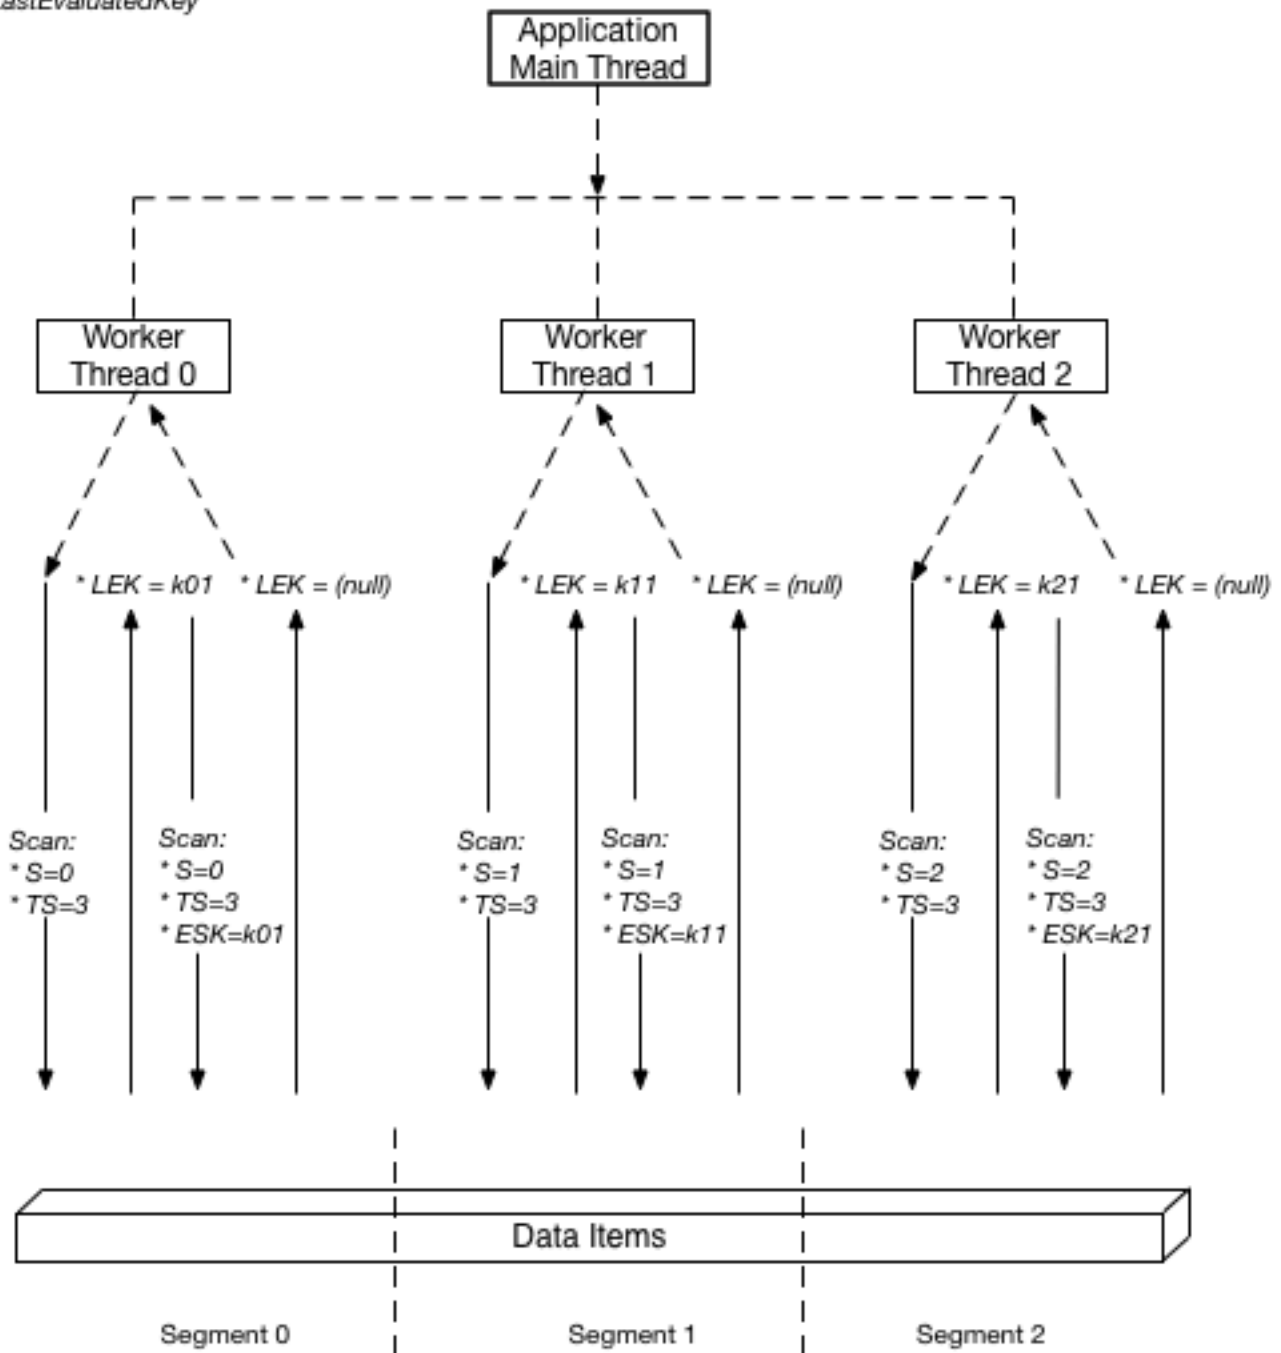 LastEvaluatedKey
Application
Main Thread
Worker
Thread 0
Worker
Thread 1
Worker
Thread 2
* LEK = k01
* LEK = (null)
* LEK = k11
* LEK = (null)
* LEK = k21
* LEK = (null)
Scan:
* S=0
* TS=3
Scan:
* S=0
* TS=3
* ESK=k01
Scan:
* S=1
* TS=3
Scan:
* S=1
* TS=3
* ESK=k11
Scan:
* S=2
* TS=3
Scan:
* S=2
* TS=3
* ESK=k21
Data Items
Segment 0
Segment 1
Segment 2